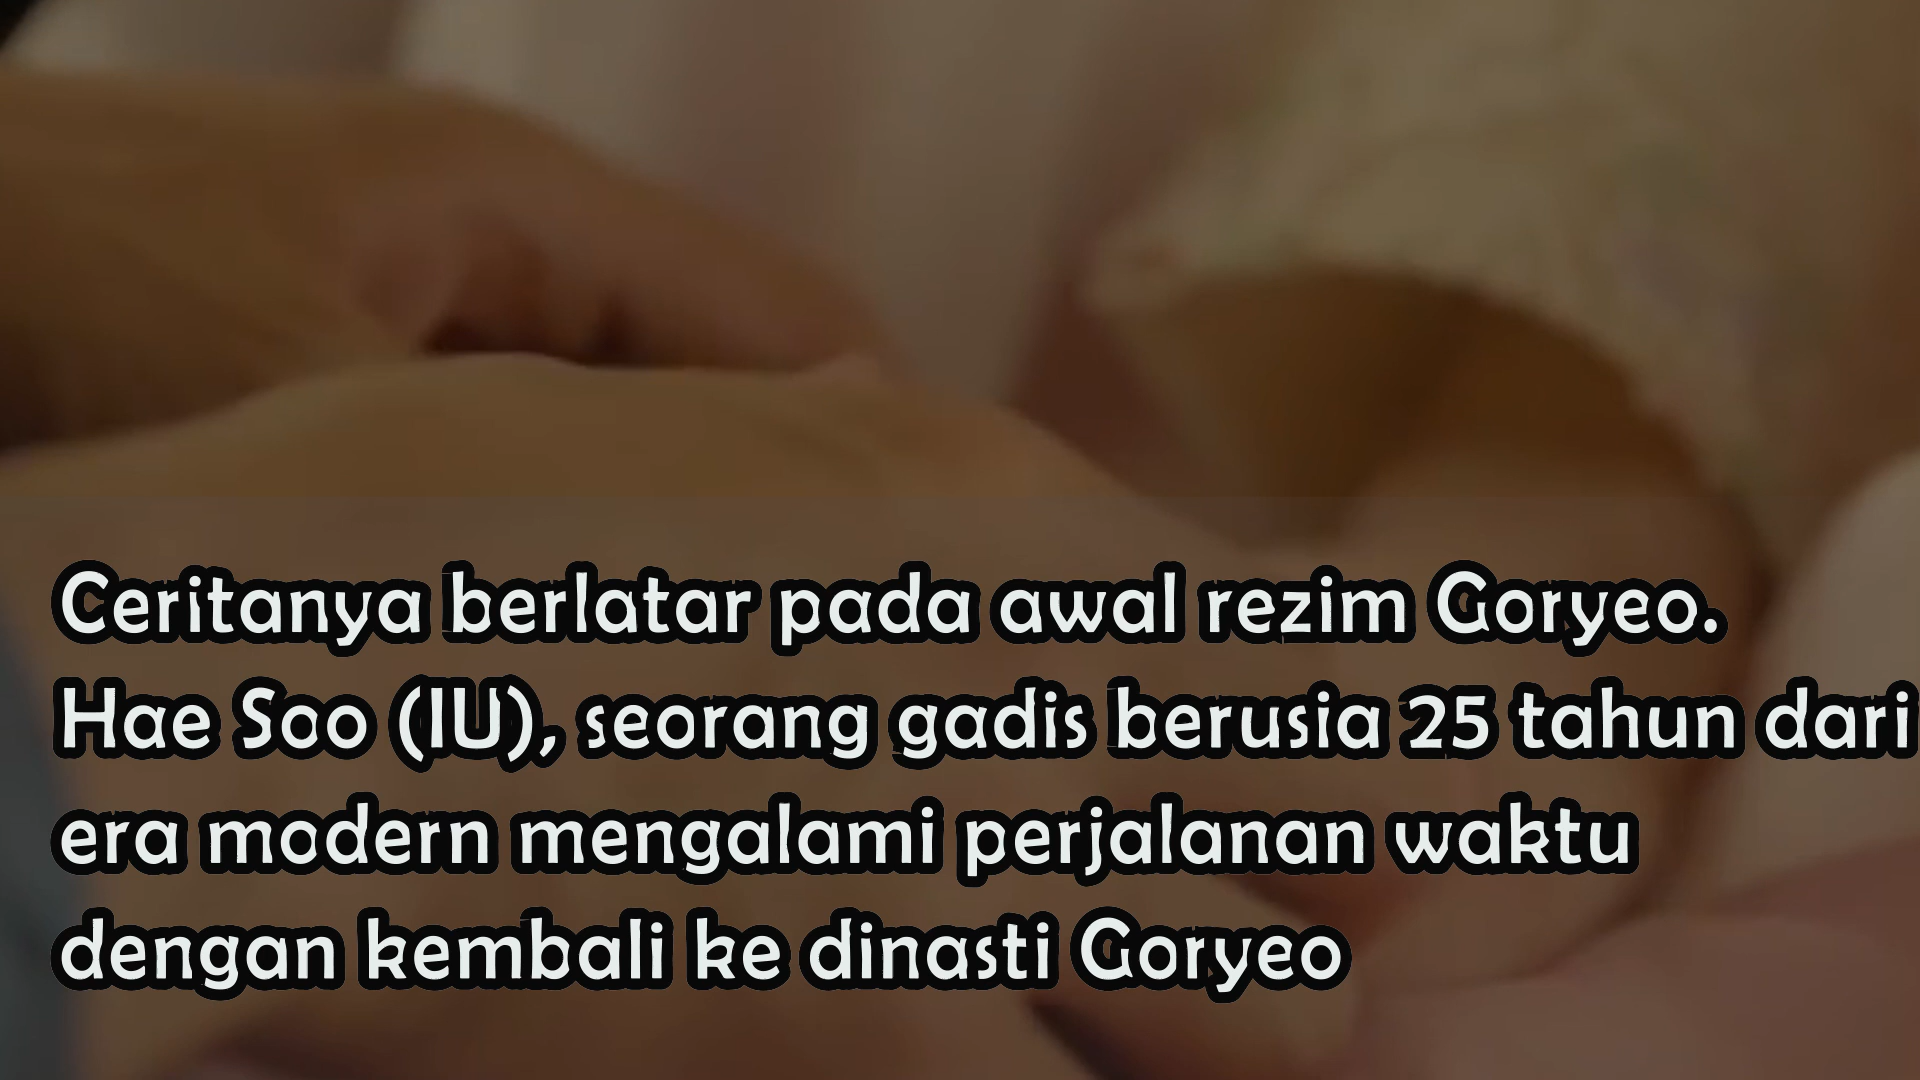 Ceritanya berlatar pada awal rezim Goryeo.
Hae Soo (IU), seorang gadis berusia 25 tahun dari
era modern mengalami perjalanan waktu
dengan kembali ke dinasti Goryeo